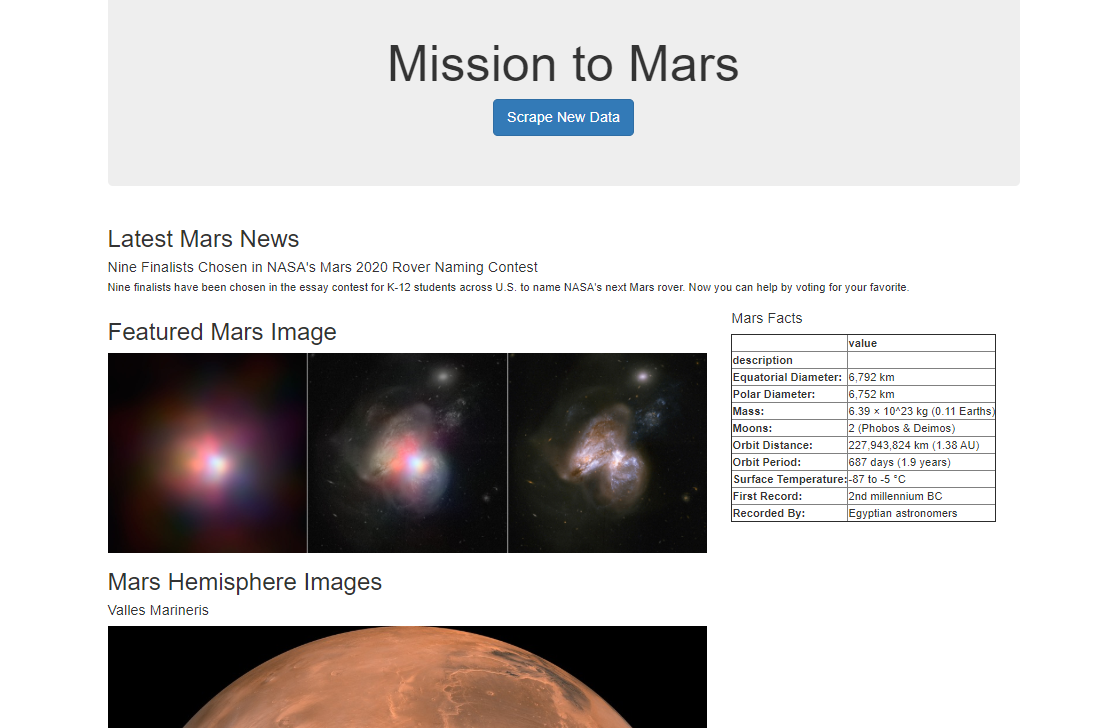 Mission to Mars
Scrape New Data
Latest Mars News
Nine Finalists Chosen in NASA's Mars 2020 Rover Naming Contest
Nine finalists have been chosen in the essay contest for K-12 students across U.S. to name NASA's next Mars rover. Now you can help by voting for your favorite.
Featured Mars Image
Mars Facts
value
description
Equatorial Diameter: 6,792 km
Polar Diameter: 6,752 km
Mass: 6.39 × 10^23 kg (0.11 Earths)
Moons: 2 (Phobos & Deimos)
Orbit Distance: 227,943,824 km (1.38 AU)
Orbit Period: 687 days (1.9 years)
Surface Temperature: -87 to -5 °C
First Record: 2nd millennium BC
Recorded By: Egyptian astronomers
Mars Hemisphere Images
Valles Marineris